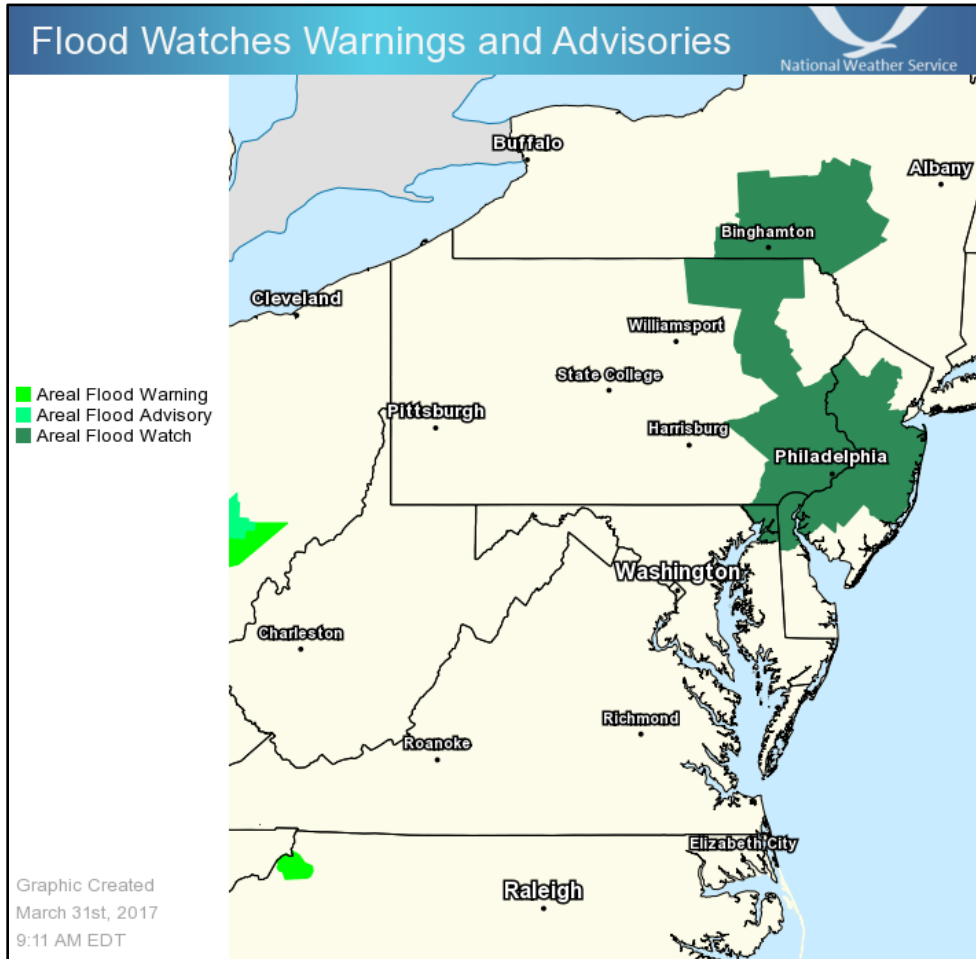 Flood Watches Warnings and Advisories
National Weather Service
Buffalo
Albany
Binghamton
Cleveland
Williamsport
State College
Pittsburgh
Harrisburg
Philadelphia
Areal Flood Warning
Areal Flood Advisory
Areal Flood Watch
Washington
Charleston
Richmond
Roanoke
Elizabeth City
Raleigh
Graphic Created
March 31st, 2017
9:11 AM EDT